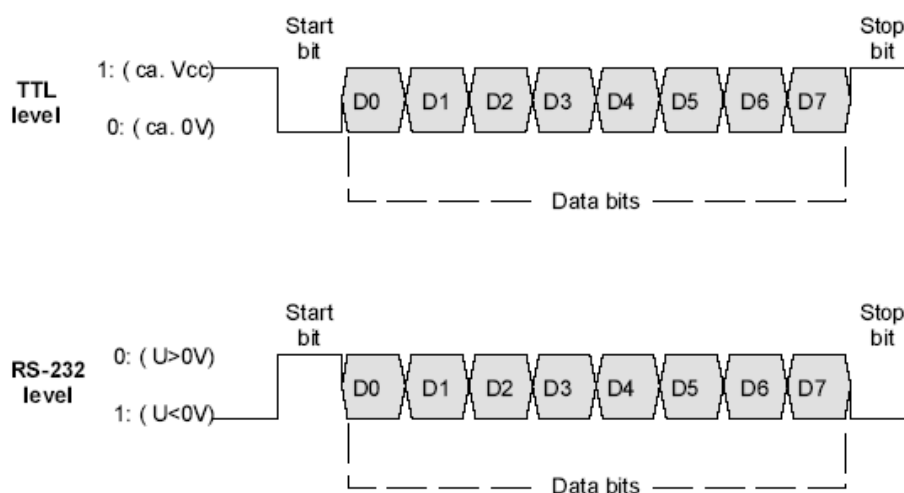 Start
bit
Stop
bit
TTL
level
1: ( ca. Vcc)
0: ( ca. 0V)
D0 D1 D2 D3 D4 D5 D6 D7
Data bits
Start
bit
Stop
bit
RS-232
level
0: ( U>0V)
1: ( U<0V)
D0 D1 D2 D3 D4 D5 D6 D7
Data bits